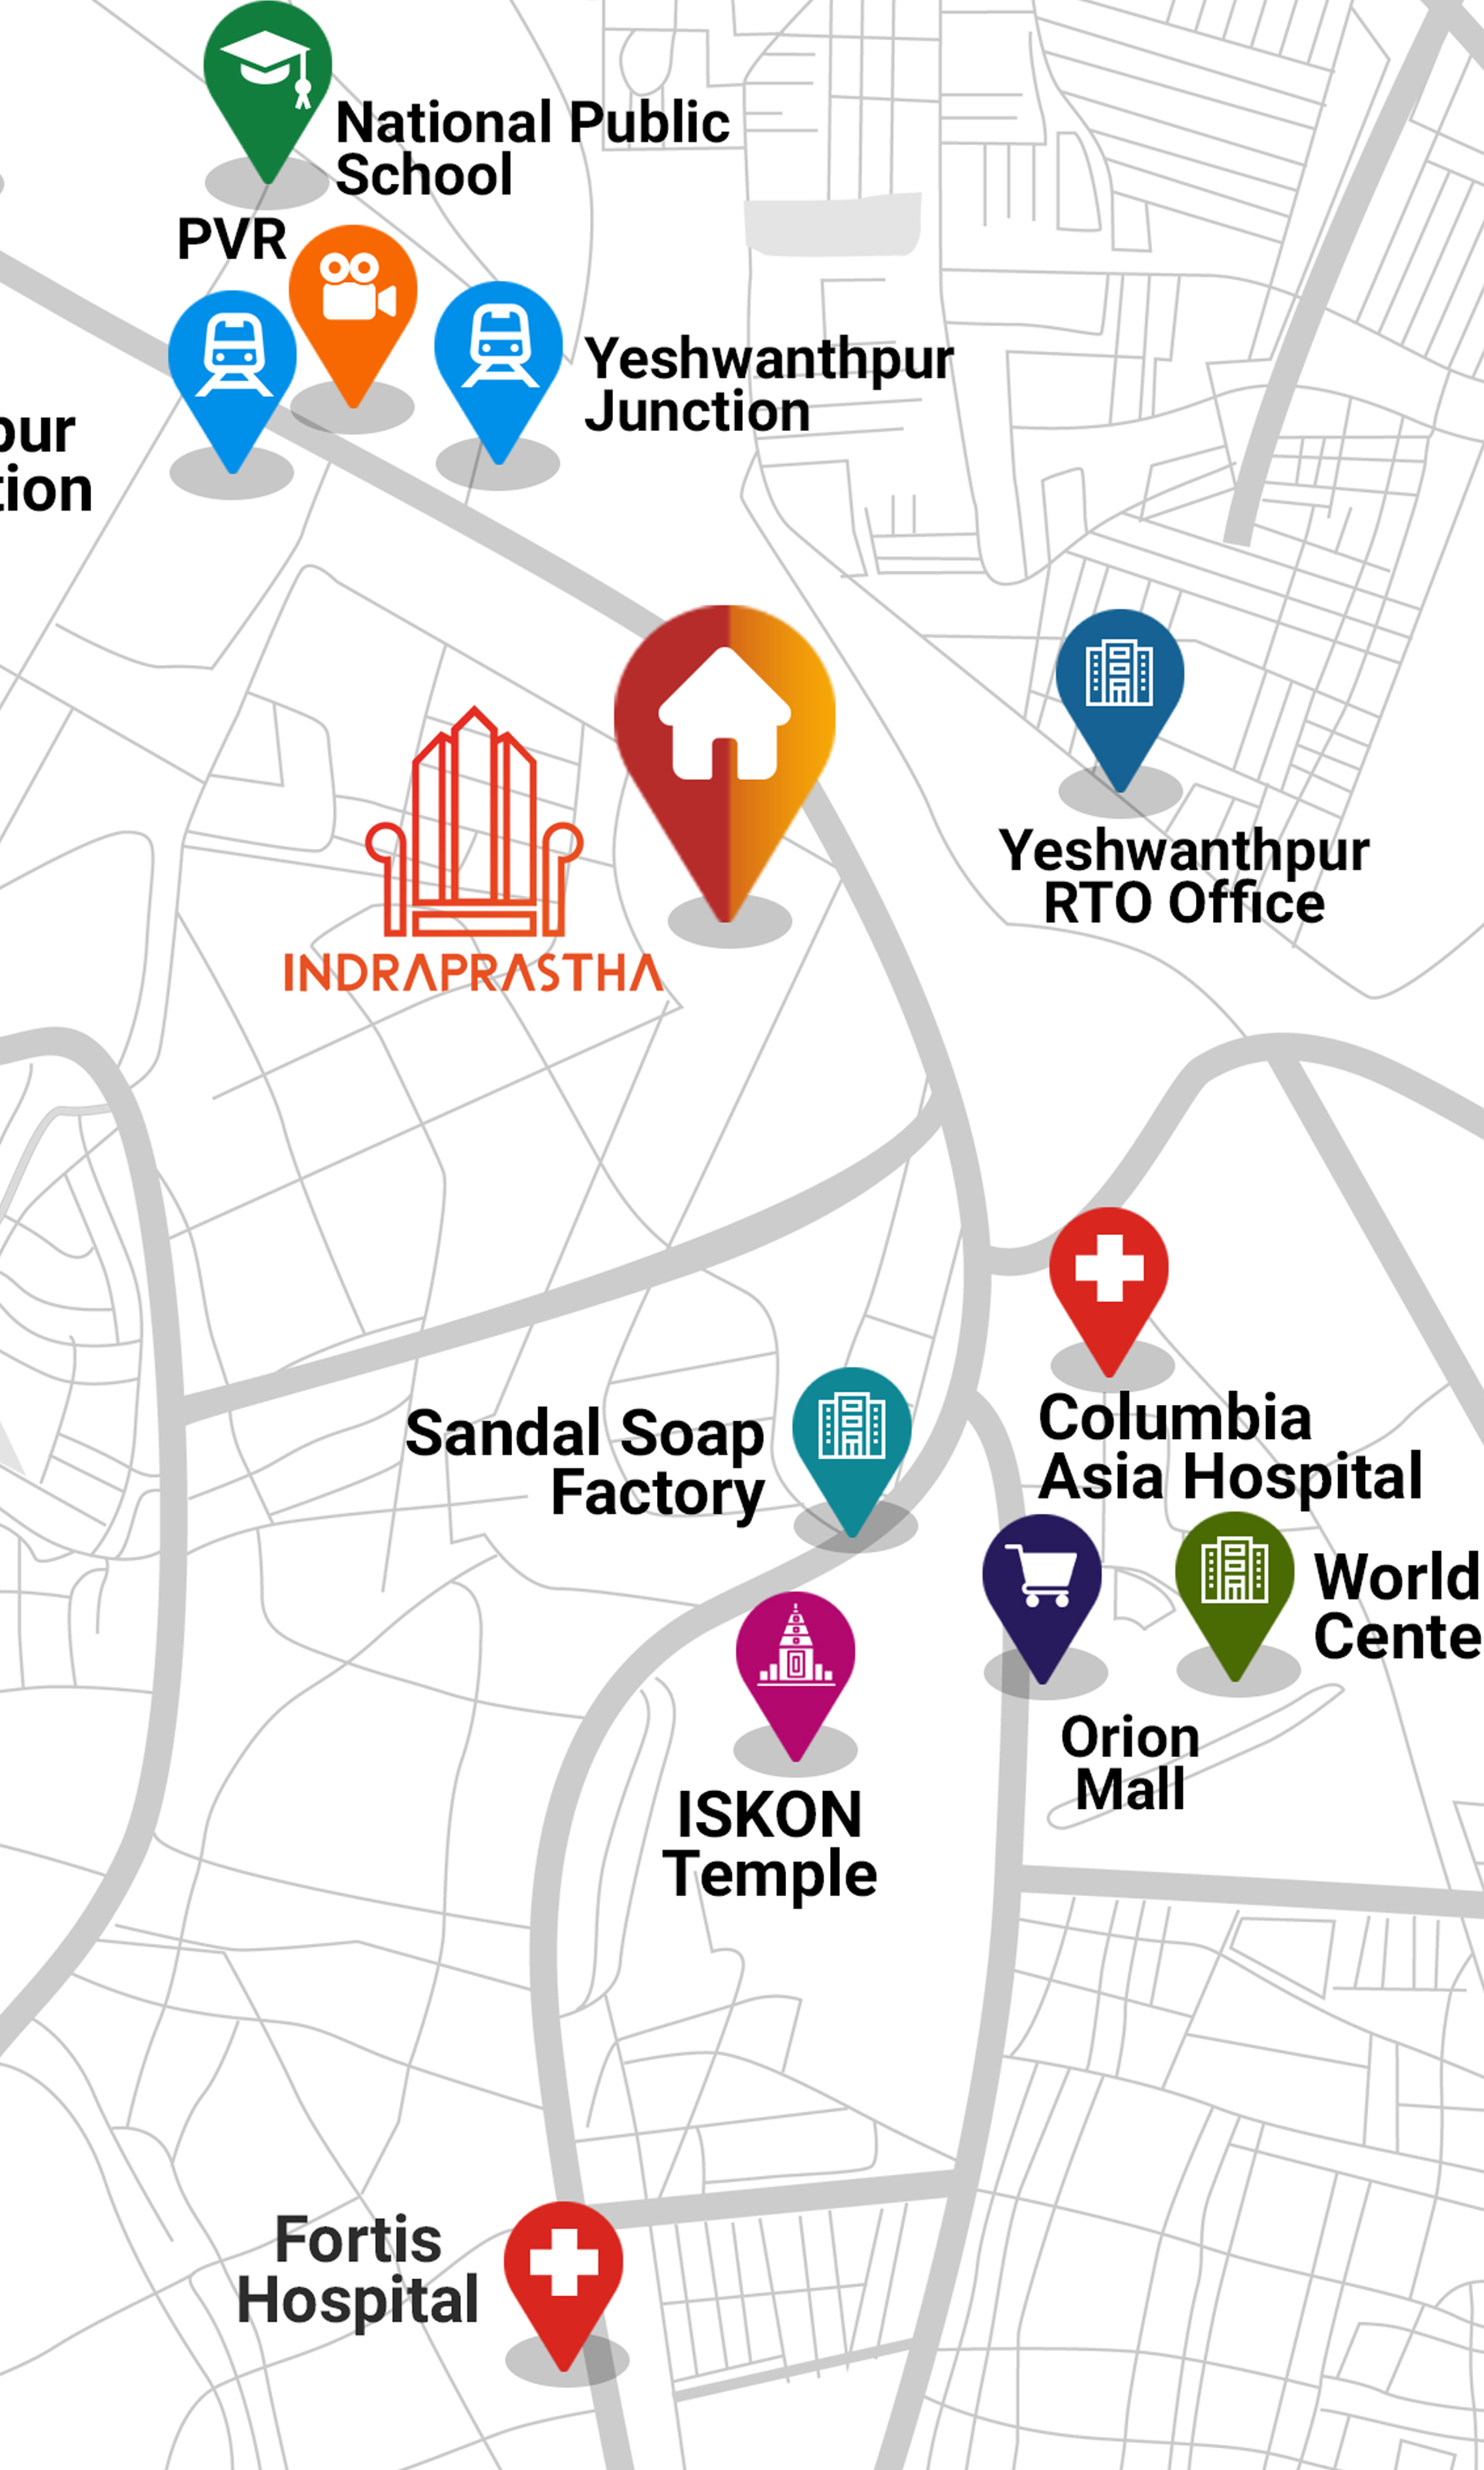 National Public
School
PVR
Yeshwanthpur
Junction
pur
tion
Yeshwanthpur
RTO Office
INDRAPRASTHA
Columbia
Asia Hospital
Sandal Soap
Factory
World
Cente
Orion
Mall
ISKON
Temple
Fortis
Hospital